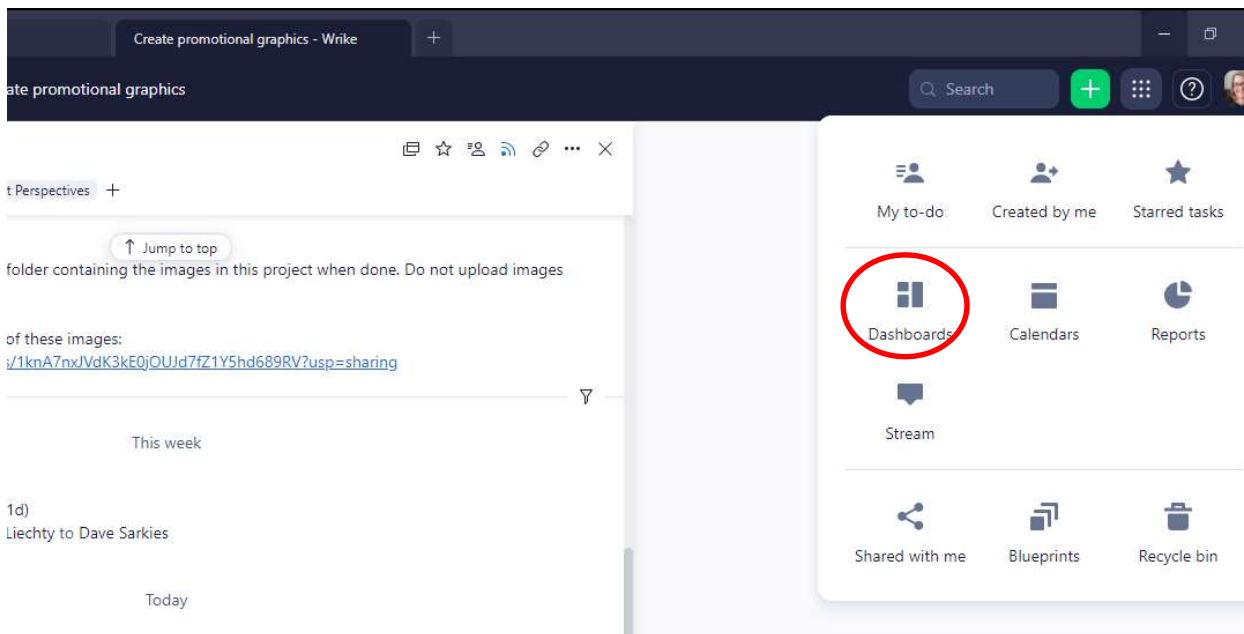 Create promotional graphics - Wrike
ate promotional graphics
Search
t Perspectives
Jump to top
folder containing the images in this project when done. Do not upload images
of these images:
s/1knA7nxJVdK3kE0jOUJd7fZ1Y5hd689RV?usp=sharing
This week
1d)
Liechty to Dave Sarkies
Today
My to-do
Created by me
Starred tasks
Dashboards
Calendars
Reports
Stream
Shared with me
Blueprints
Recycle bin